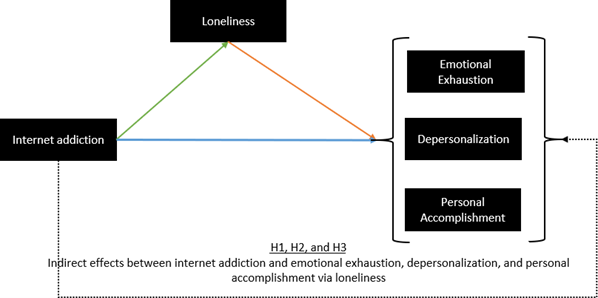 Loneliness
Emotional
Exhaustion
Internet addiction
Depersonalization
Personal
Accomplishment
H1, H2, and H3
Indirect effects between internet addiction and emotional exhaustion, depersonalization, and personal
accomplishment via loneliness